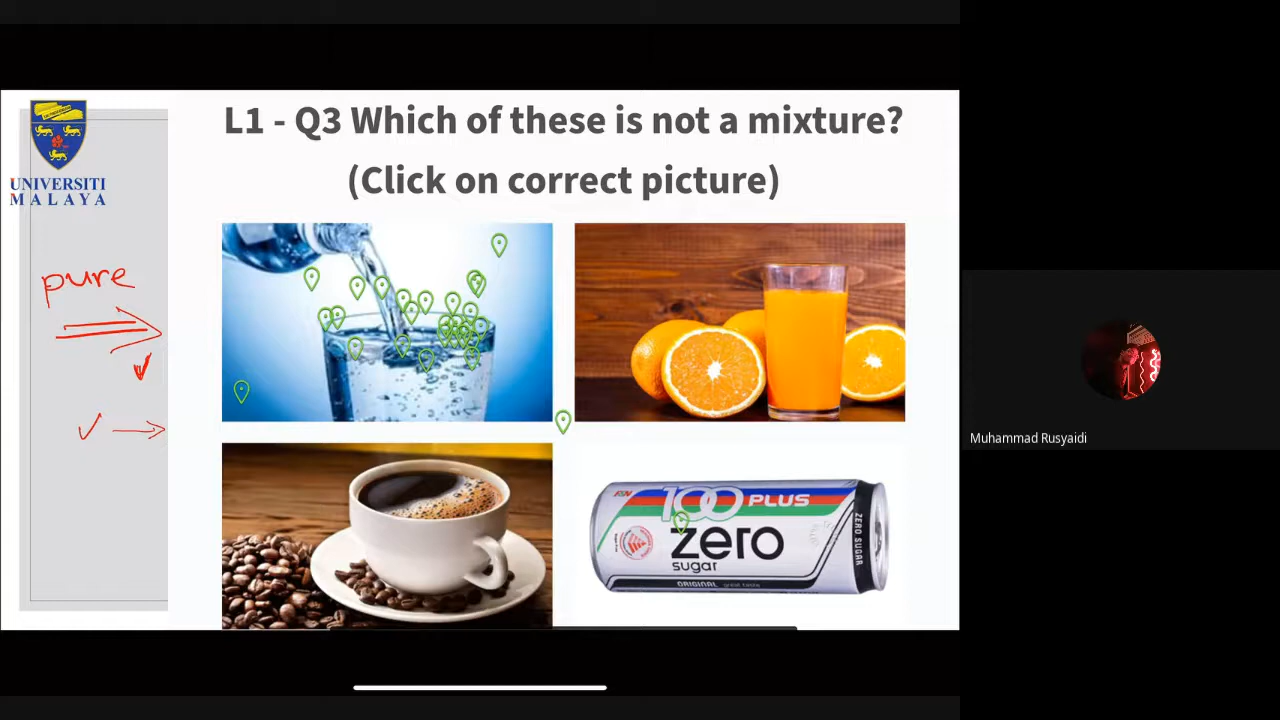 L1 - Q3 Which of these is not a mixture?
(Click on correct picture)
UNIVERSITI
MALAYA
pure
F&N
100 PLUS
zero
sugar
ORIGINAL
ZERO SUGAR
Muhammad Rusyaidi